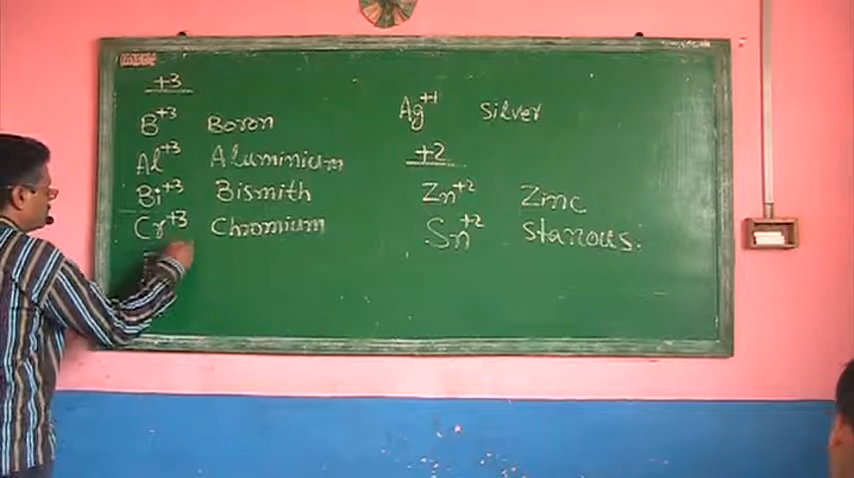 +3
B+3 Boron
Al+3 Aluminium
Bi+3 Bismith
Cr+3 Chromium
Ag+1 Silver
+2
Zn+2 Zinc
Sn+2 Stanous.